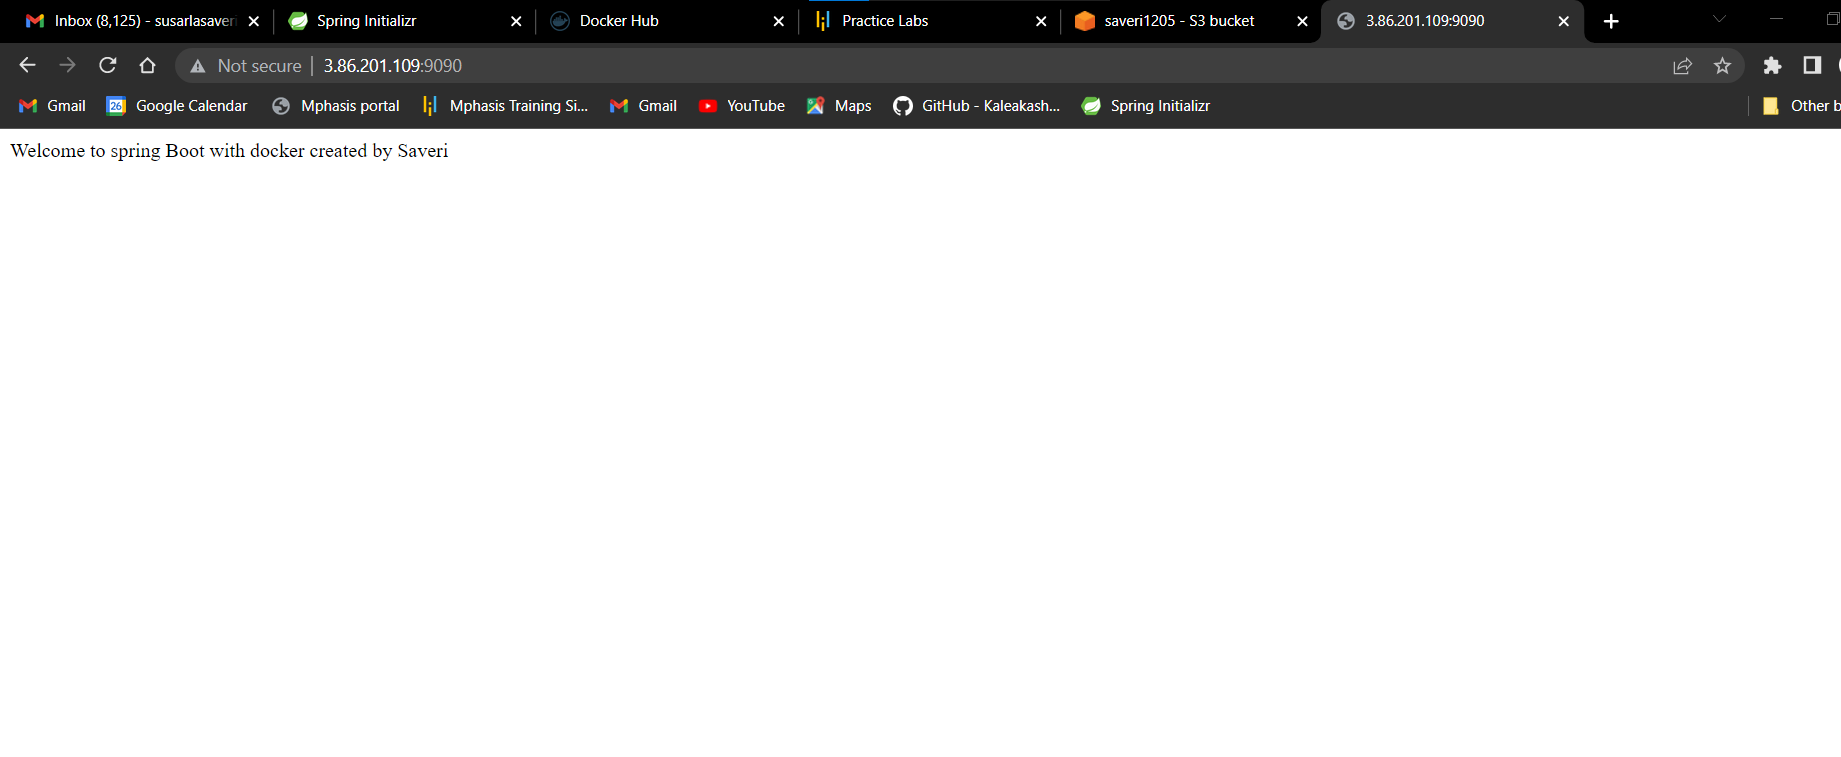 Inbox (8,125) - susarlasaveri
Spring Initializr
Docker Hub
Practice Labs
saveri1205 - S3 bucket
3.86.201.109:9090
Not secure 3.86.201.109:9090
Gmail
26
Google Calendar
Mphasis portal
Mphasis Training Si...
Gmail
YouTube
Maps
GitHub - Kaleakash...
Spring Initializr
Other b
Welcome to spring Boot with docker created by Saveri